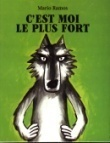 Mario Ramos
C'EST MOI
LE PLUS FORT